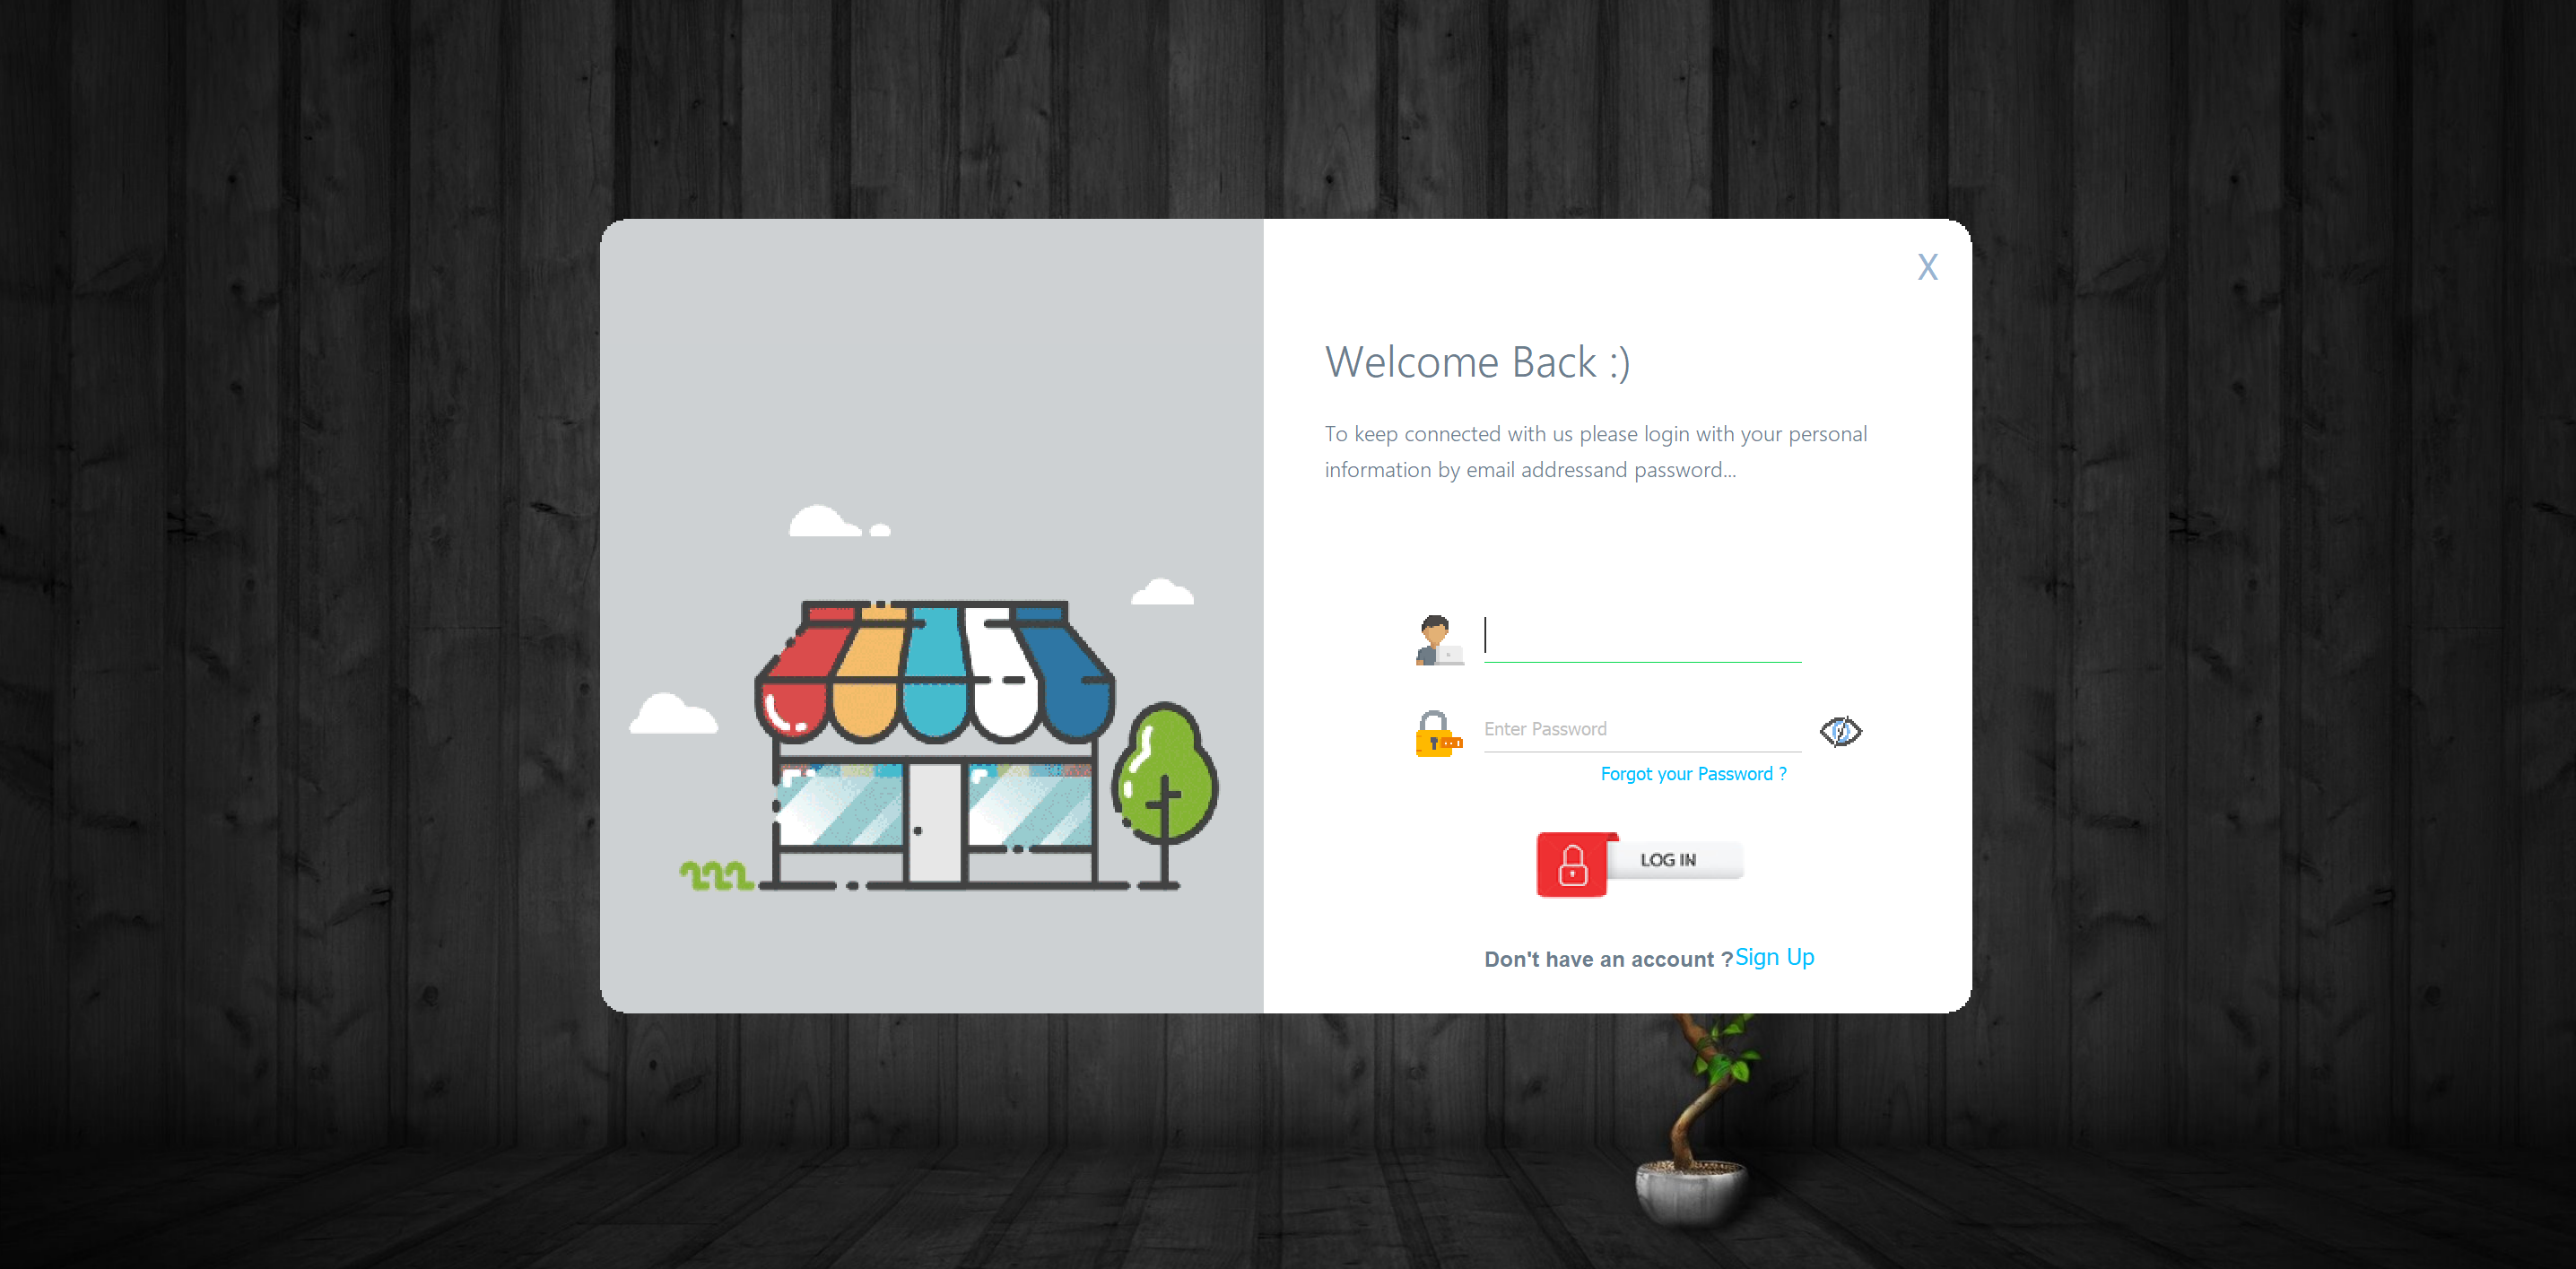 X
Welcome Back :)
To keep connected with us please login with your personal
information by email addressand password...
Enter Password
Forgot your Password ?
LOG IN
Don't have an account ?Sign Up